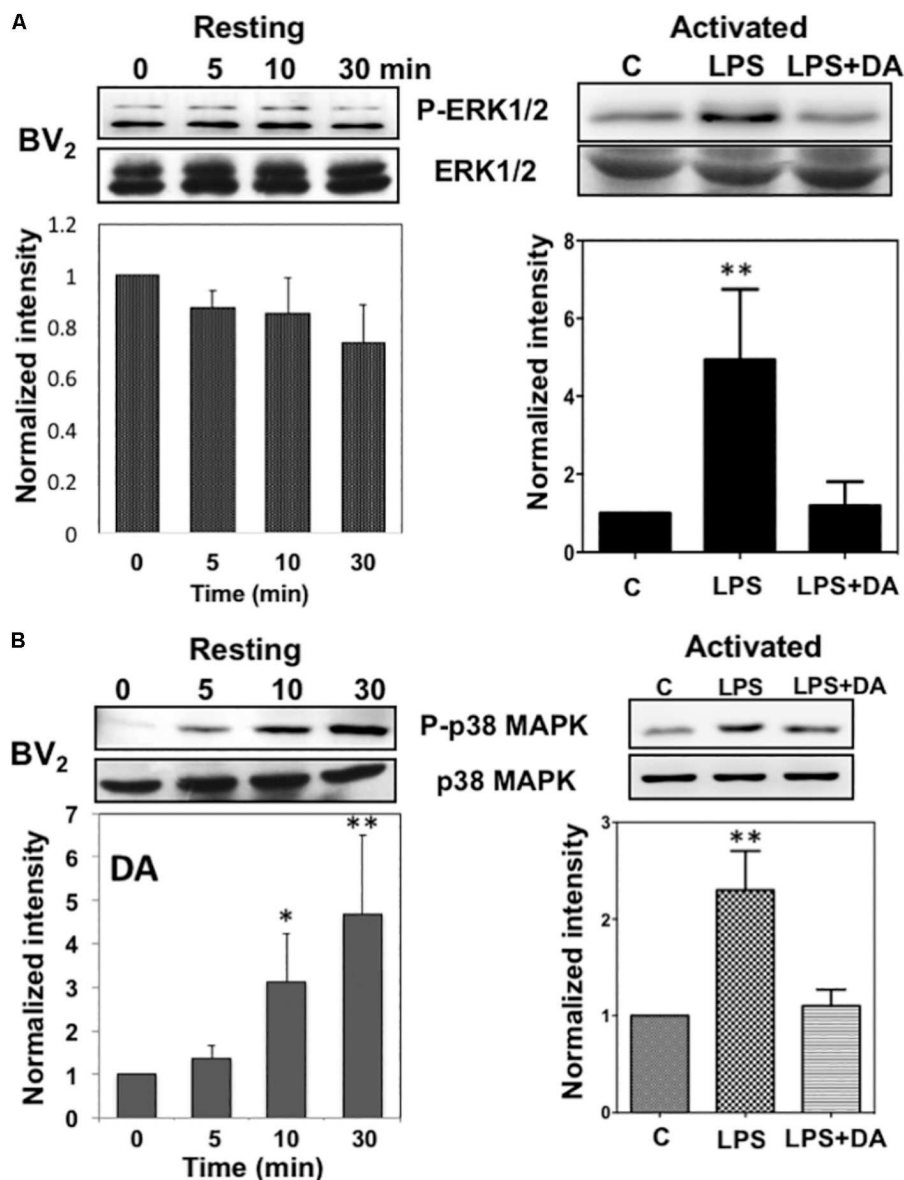 A
Resting
0 5 10 30 min
BV2
P-ERK1/2
ERK1/2
Activated
C LPS LPS+DA
Normalized intensity
1.2
1
0.8
0.6
0.4
0.2
0
0 5 10 30
Time (min)
Normalized intensity
8
6
4
2
0
**
C LPS LPS+DA
B
Resting
0 5 10 30
BV2
P-p38 MAPK
p38 MAPK
Activated
C LPS LPS+DA
Normalized intensity
7
6
5
4
3
2
1
0
DA
*
**
0 5 10 30
Time (min)
Normalized intensity
3
2
1
0
**
C LPS LPS+DA